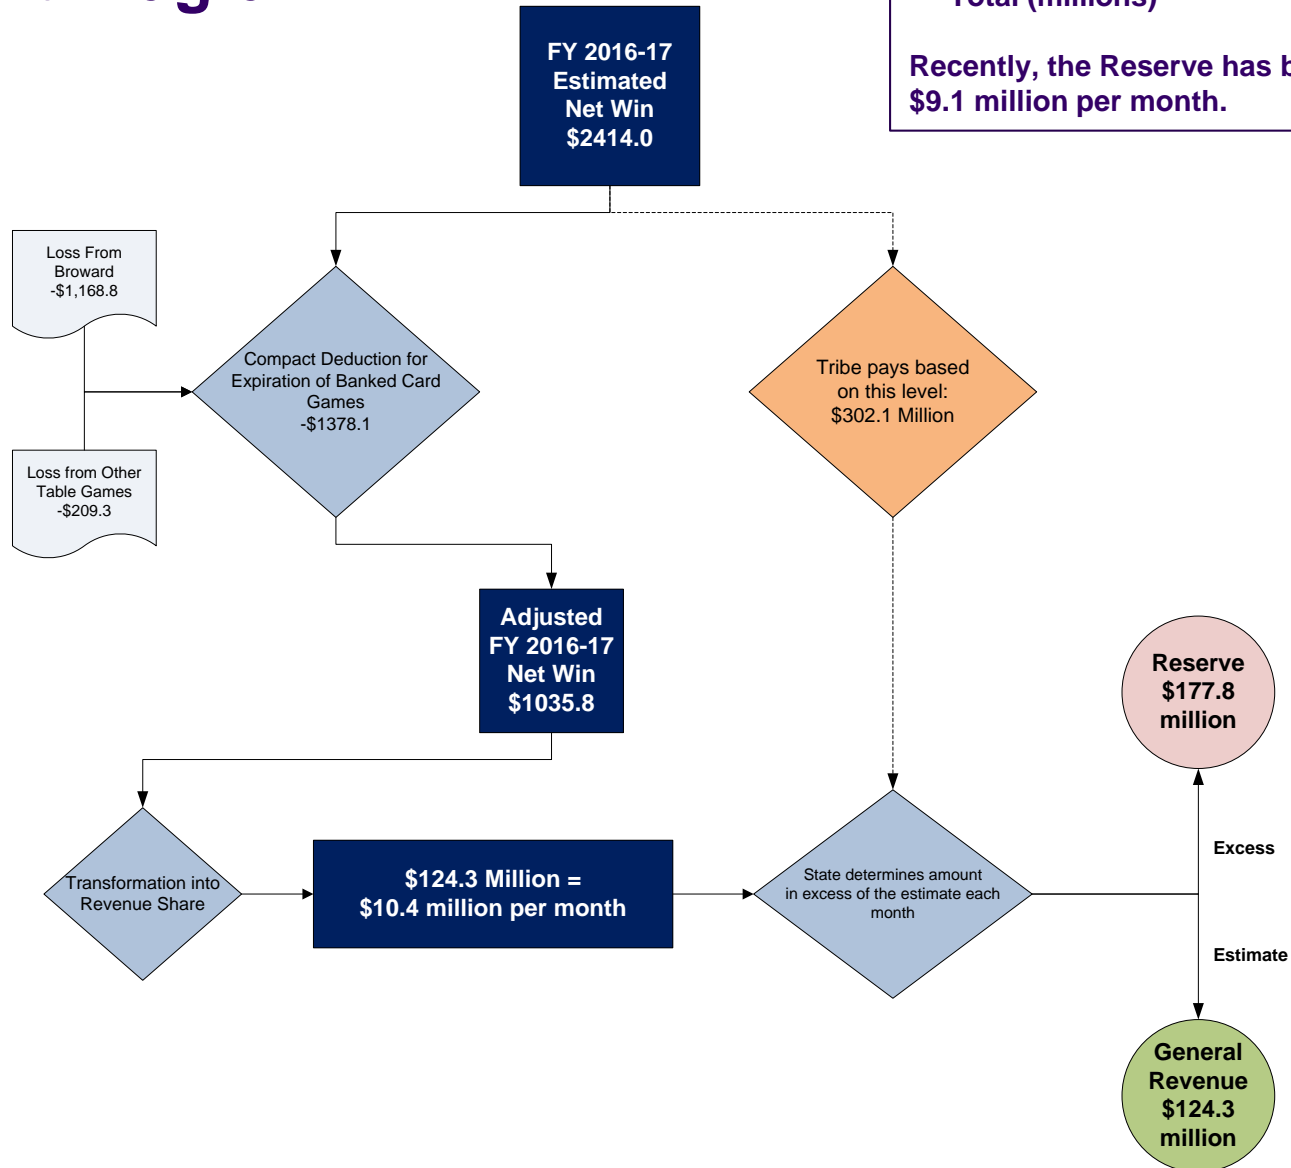 Total (millions)
Recently, the Reserve has b
$9.1 million per month.
FY 2016-17
Estimated
Net Win
$2414.0
Loss From
Broward
-$1,168.8
Compact Deduction for
Expiration of Banked Card
Games
-$1378.1
Tribe pays based
on this level:
$302.1 Million
Loss from Other
Table Games
-$209.3
Adjusted
FY 2016-17
Net Win
$1035.8
Reserve
$177.8
million
Transformation into
Revenue Share
$124.3 Million =
$10.4 million per month
State determines amount
in excess of the estimate each
month
Excess
Estimate
General
Revenue
$124.3
million